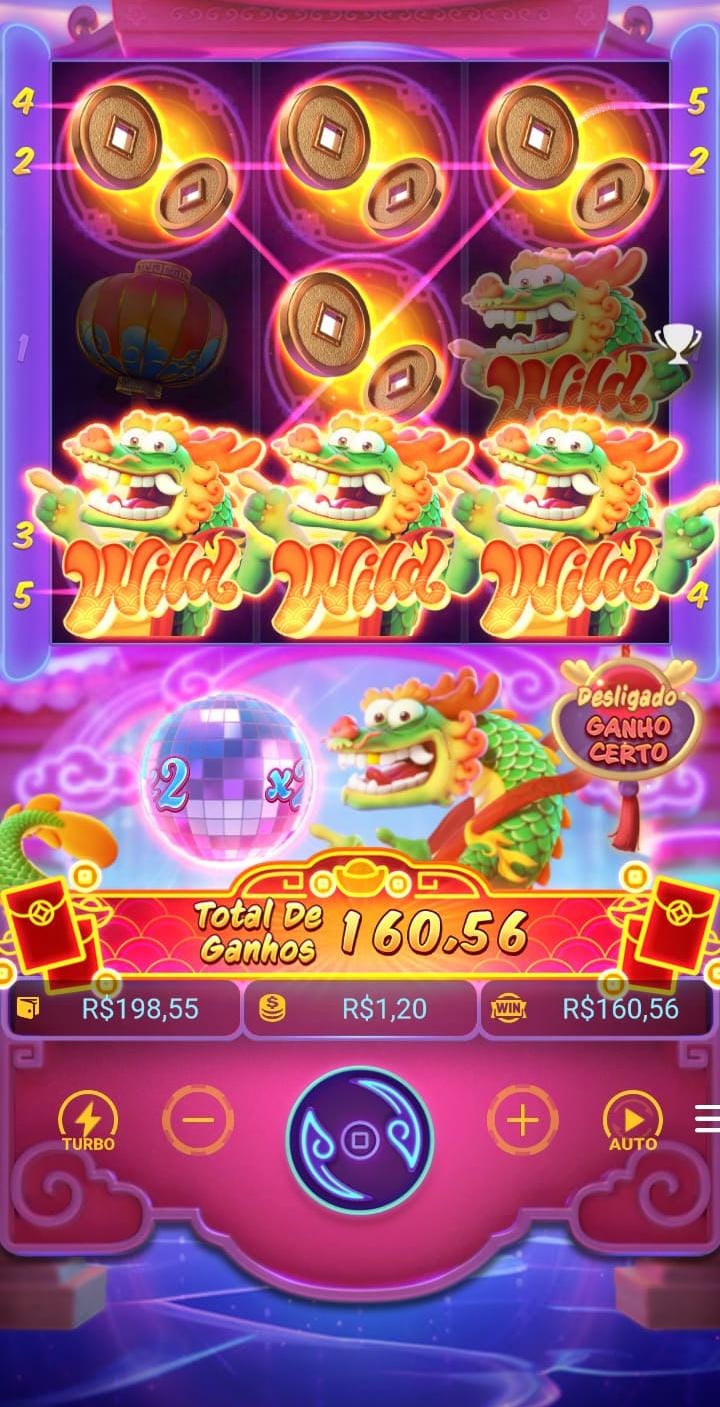 4 5
2 2
1
Wild
3
Wild Wild Wild
5 4
x2 x2
Desligado
GANHO
CERTO
Total De
Ganhos 160,56
R$198,55 R$1,20 WIN R$160,56
TURBO AUTO